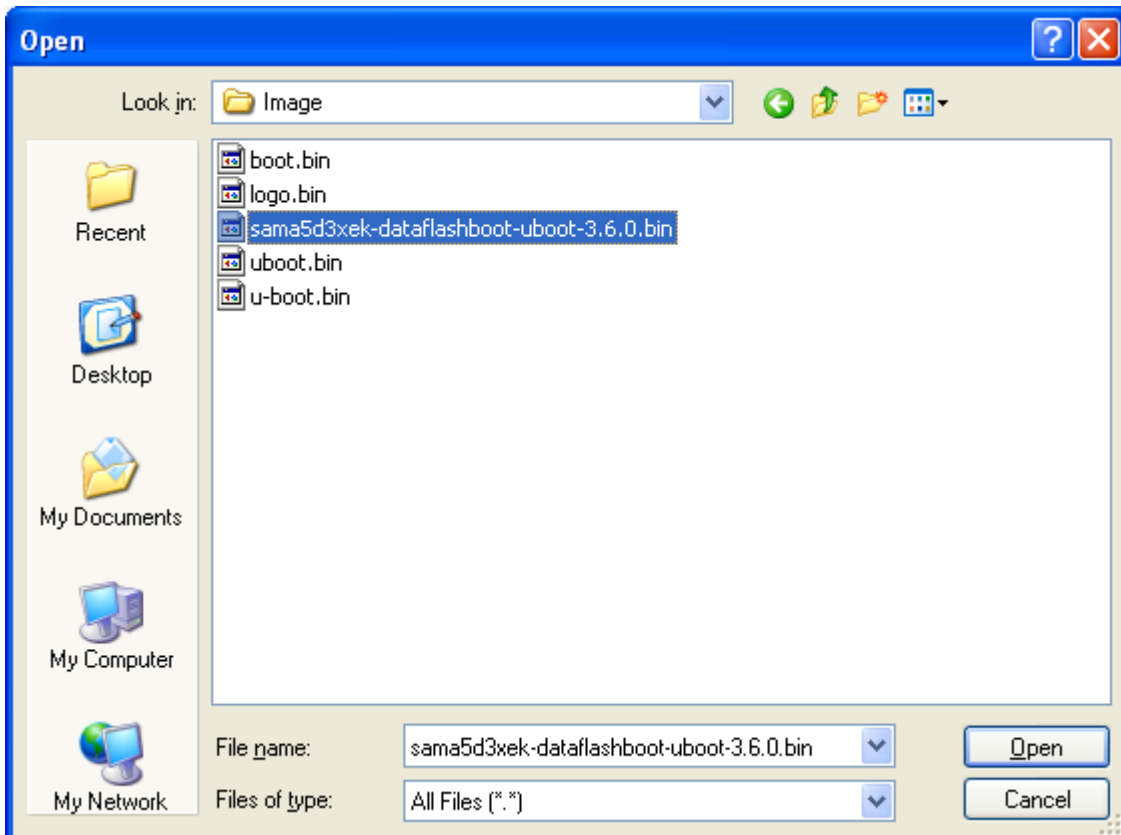 Open
Look in:
Image
boot.bin
logo.bin
sama5d3xek-dataflashboot-uboot-3.6.0.bin
uboot.bin
u-boot.bin
Recent
Desktop
My Documents
My Computer
My Network
File name:
sama5d3xek-dataflashboot-uboot-3.6.0.bin
Open
Files of type:
All Files (*.*)
Cancel